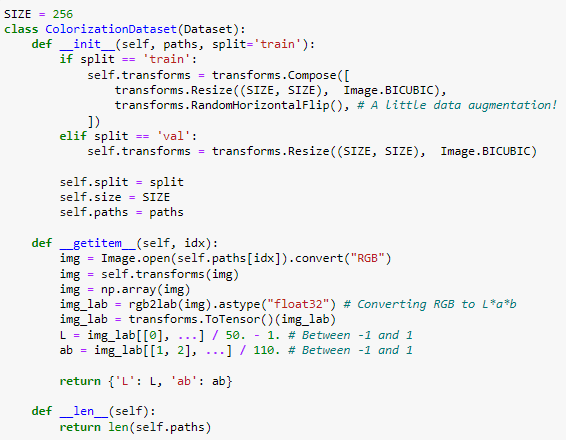 SIZE = 256
class ColorizationDataset(Dataset):
    def __init__(self, paths, split='train'):
        if split == 'train':
            self.transforms = transforms.Compose([
                transforms.Resize((SIZE, SIZE),  Image.BICUBIC),
                transforms.RandomHorizontalFlip(), # A little data augmentation!
            ])
        elif split == 'val':
            self.transforms = transforms.Resize((SIZE, SIZE),  Image.BICUBIC)

        self.split = split
        self.size = SIZE
        self.paths = paths

    def __getitem__(self, idx):
        img = Image.open(self.paths[idx]).convert("RGB")
        img = self.transforms(img)
        img = np.array(img)
        img_lab = rgb2lab(img).astype("float32") # Converting RGB to L*a*b
        img_lab = transforms.ToTensor()(img_lab)
        L = img_lab[[0], ...] / 50. - 1. # Between -1 and 1
        ab = img_lab[[1, 2], ...] / 110. # Between -1 and 1

        return {'L': L, 'ab': ab}

    def __len__(self):
        return len(self.paths)